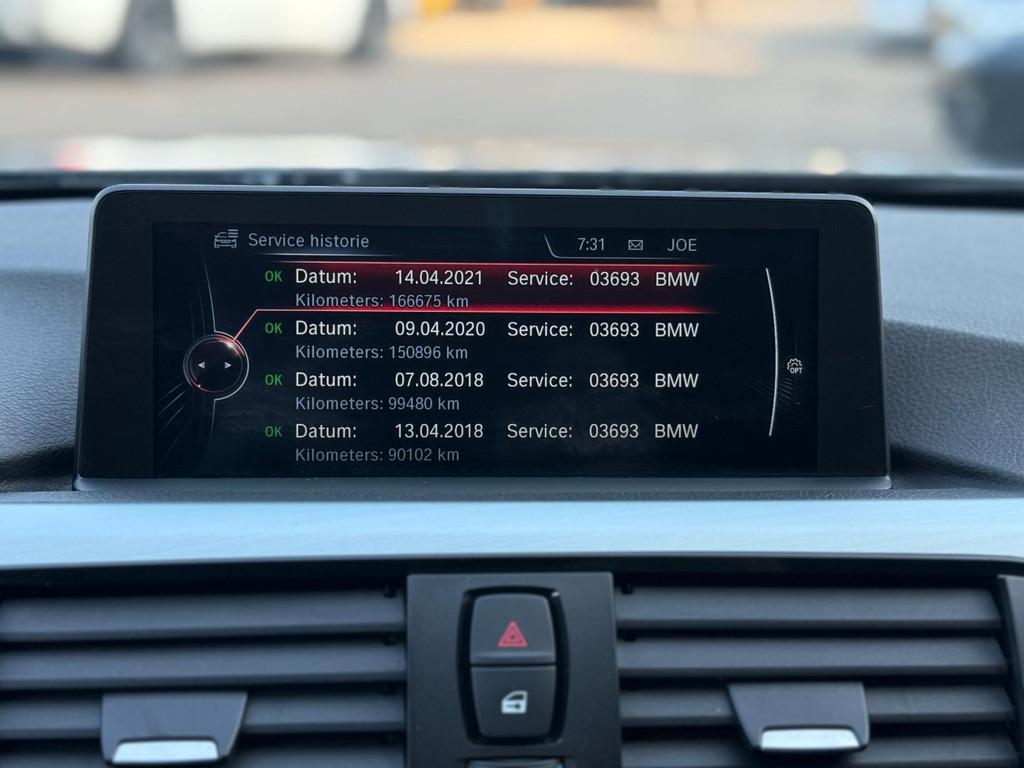 Service historie 7:31 JOE
OK Datum: 14.04.2021 Service: 03693 BMW
Kilometers: 166675 km
OK Datum: 09.04.2020 Service: 03693 BMW
Kilometers: 150896 km
OK Datum: 07.08.2018 Service: 03693 BMW
Kilometers: 99480 km
OK Datum: 13.04.2018 Service: 03693 BMW
Kilometers: 90102 km
OPT